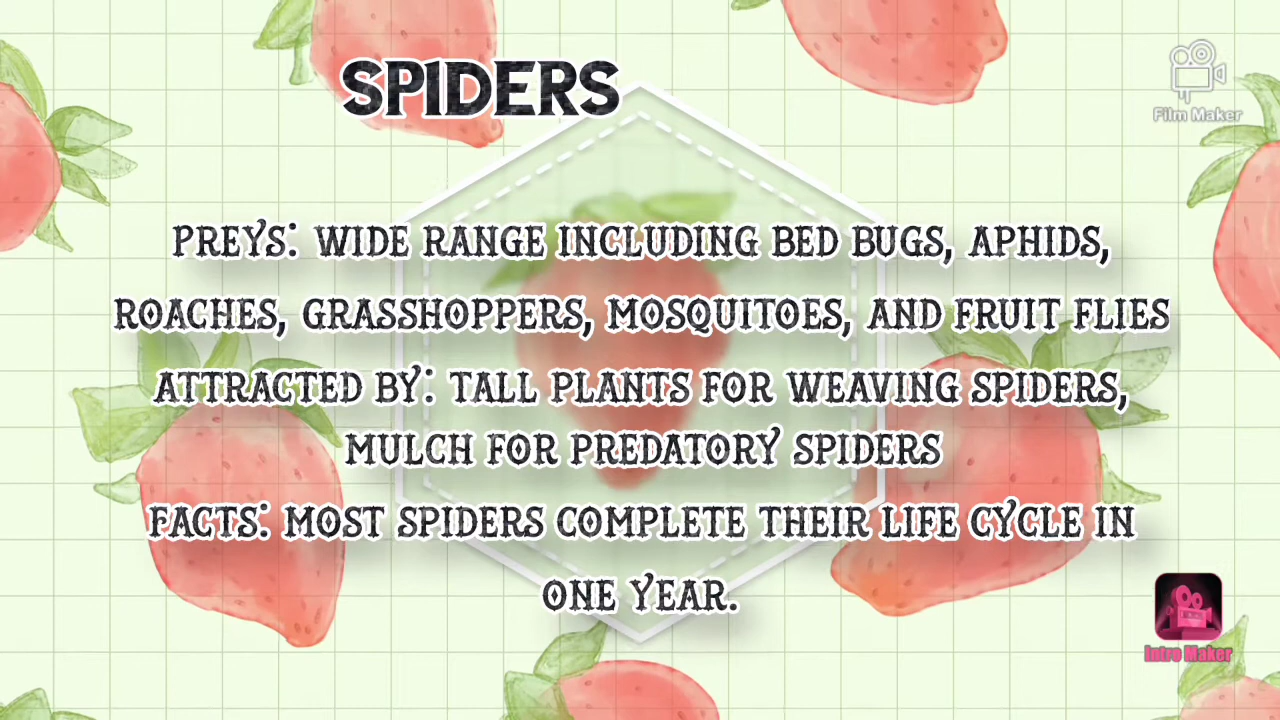 SPIDERS
Film Maker
PREYS: WIDE RANGE INCLUDING BED BUGS, APHIDS,
ROACHES, GRASSHOPPERS, MOSQUITOES, AND FRUIT FLIES
ATTRACTED BY: TALL PLANTS FOR WEAVING SPIDERS,
MULCH FOR PREDATORY SPIDERS
FACTS: MOST SPIDERS COMPLETE THEIR LIFE CYCLE IN
ONE YEAR.
Intro Maker